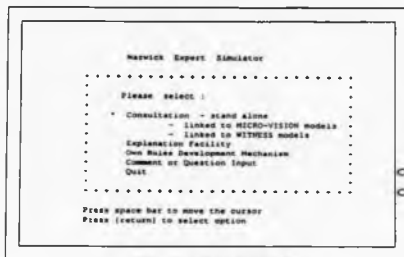 Warwick Expert Simulator
Please select :
* Consultation - stand alone
- linked to MICRO-VISION models
- linked to WITNESS models
Explanation Facility
Own Rules Development Mechanism
Comment or Question Input
Quit
Press space bar to move the cursor
Press [return] to select option